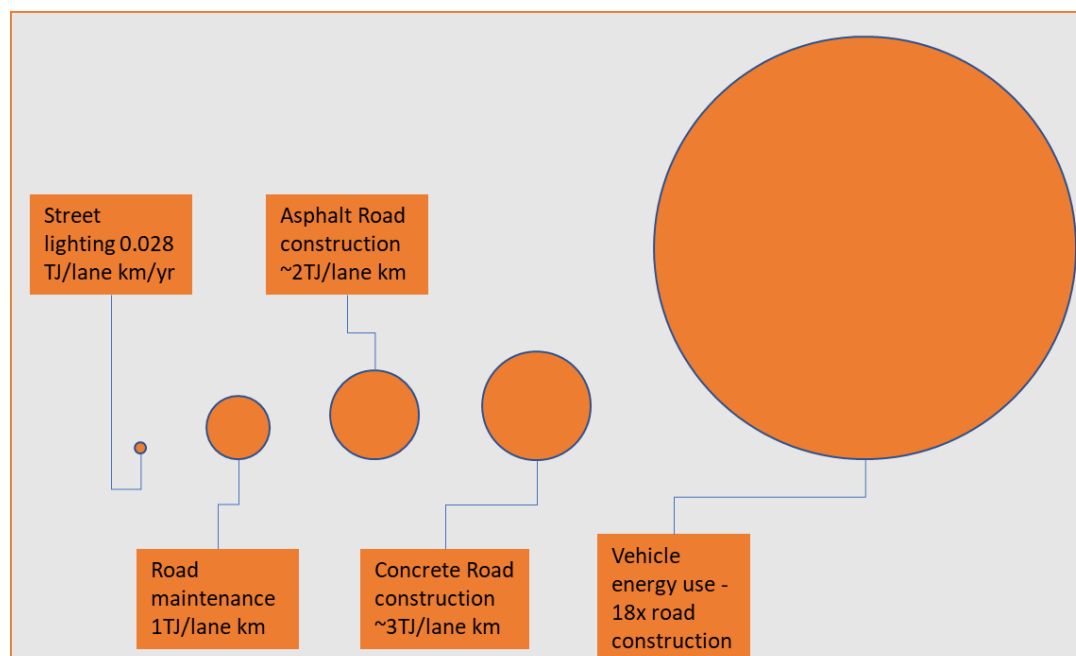 Street
lighting 0.028
TJ/lane km/yr
Asphalt Road
construction
~2TJ/lane km
Road
maintenance
1TJ/lane km
Concrete Road
construction
~3TJ/lane km
Vehicle
energy use -
18x road
construction